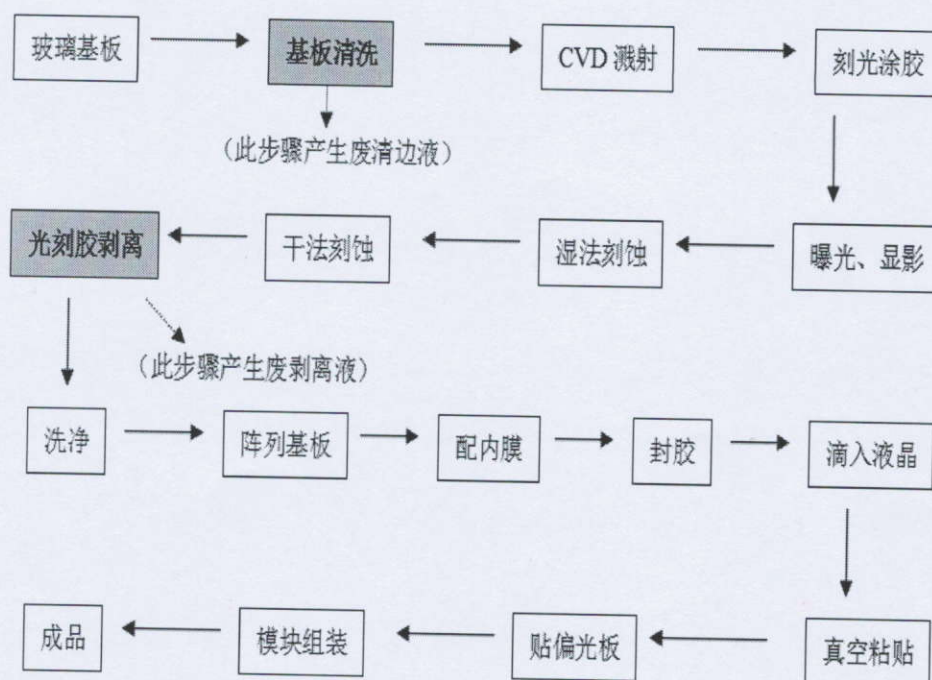 玻璃基板
基板清洗
CVD 溅射
刻光涂胶
（此步骤产生废清边液）
光刻胶剥离
干法刻蚀
湿法刻蚀
曝光、显影
（此步骤产生废剥离液）
洗净
阵列基板
配内膜
封胶
滴入液晶
成品
模块组装
贴偏光板
真空粘贴